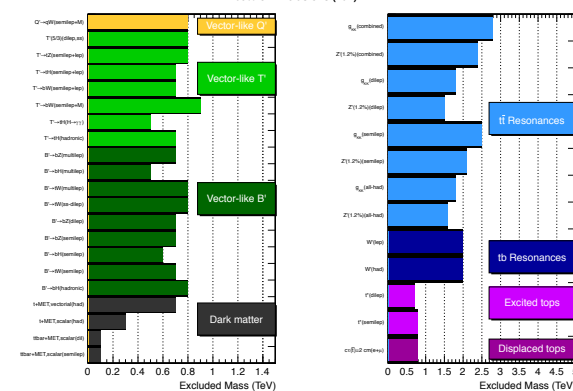 Q'→qW(semilep+M)
T'(5/3)(dilep,ss)
T'→tZ(semilep+lep)
T'→tH(semilep+lep)
T'→bW(semilep+lep)
T'→bW(semilep+M)
T'→tH(H→γγ)
T'→tH(hadronic)
B'→bZ(multilep)
B'→bH(multilep)
B'→tW(multilep)
B'→tW(ss-dilep)
B'→bZ(dilep)
B'→bZ(semilep)
B'→bH(semilep)
B'→tW(semilep)
B'→bH(hadronic)
t+MET,vectorial(had)
t+MET,scalar(had)
ttbar+MET,scalar(dil)
ttbar+MET,scalar(semilep)
Vector-like Q'
Vector-like T'
Vector-like B'
Dark matter
0 0.2 0.4 0.6 0.8 1 1.2 1.4
Excluded Mass (TeV)
(combined)
Z'(1.2%)(combined)
(dilep)
Z'(1.2%)(dilep)
(semilep)
Z'(1.2%)(semilep)
(all-had)
Z'(1.2%)(all-had)
W'(lep)
W'(had)
t*(dilep)
t*(semilep)
=2 cm(e+μ)
tt̄ Resonances
tb Resonances
Excited tops
Displaced tops
0 0.5 1 1.5 2 2.5 3 3.5 4 4.5
Excluded Mass (TeV